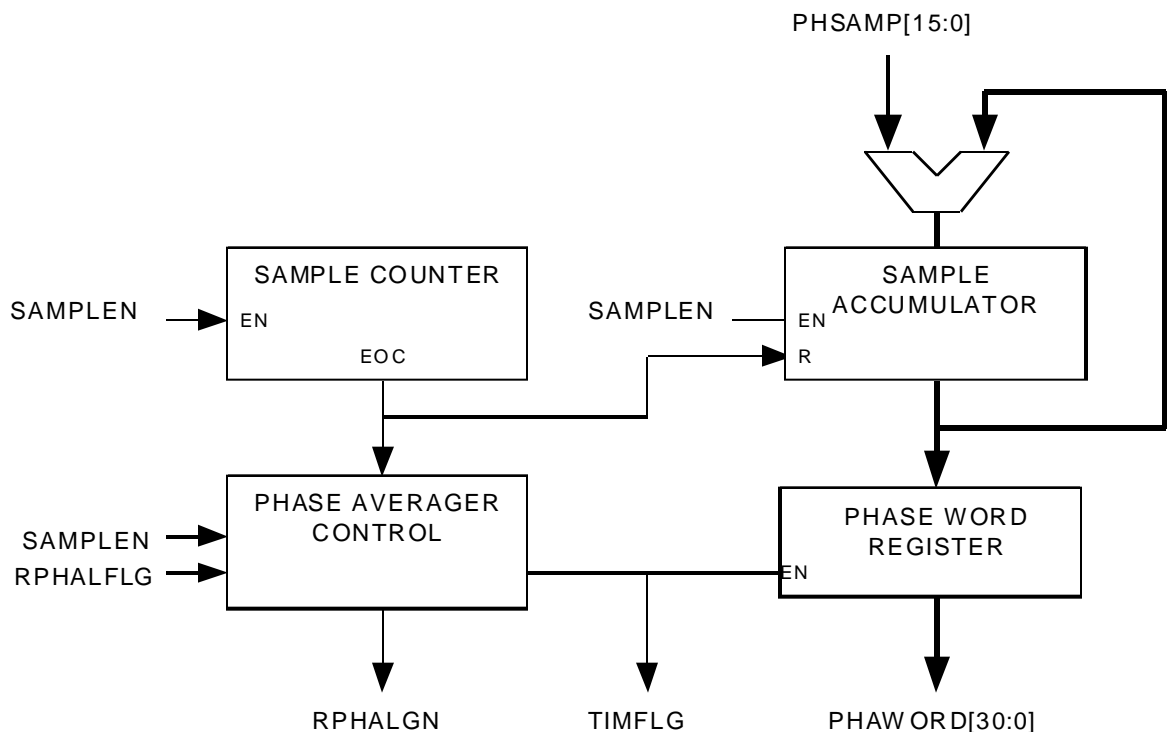 PHSAMP[15:0]
SAMPLE COUNTER
SAMPLE
ACCUMULATOR
SAMPLEN
EN
SAMPLEN
EN
EOC
R
PHASE AVERAGER
CONTROL
PHASE WORD
REGISTER
SAMPLEN
RPHALFLG
EN
RPHALGN
TIMFLG
PHAWORD[30:0]